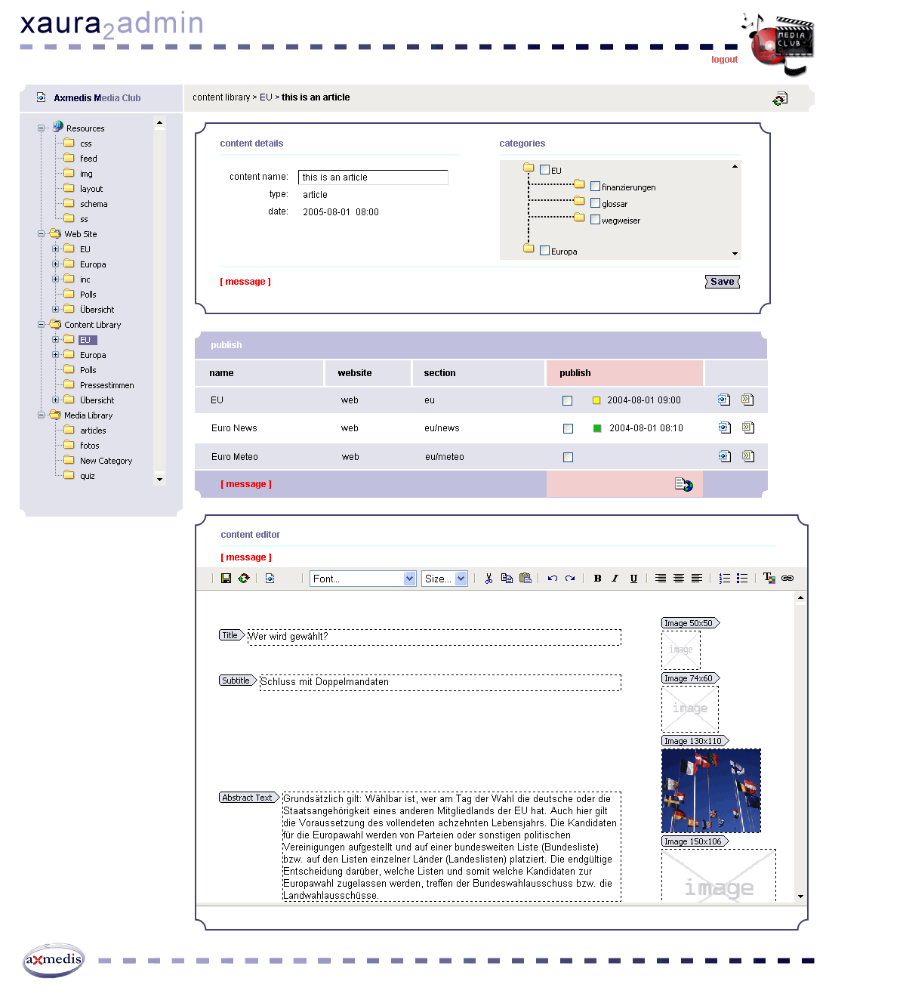 xaura2admin
MEDIA
CLUB
logout
Axmedis Media Club
content library > EU > this is an article
Resources
css
feed
img
layout
schema
ss
Web Site
EU
Europa
inc
Polls
Übersicht
Content Library
EU
Europa
Polls
Pressestimmen
Übersicht
Media Library
articles
fotos
New Category
quiz
content details
content name: this is an article
type: article
date: 2005-08-01 08:00
categories
EU
finanzierungen
glossar
wegweiser
Europa
[ message ]
Save
publish
name website section publish
EU web eu 2004-08-01 09:00
Euro News web eu/news 2004-08-01 08:10
Euro Meteo web eu/meteo
[ message ]
content editor
[ message ]
Font... Size... B I U
Title Wer wird gewählt?
Subtitle Schluss mit Doppelmandaten
Abstract Text Grundsätzlich gilt: Wählbar ist, wer am Tag der Wahl die deutsche oder die
Staatsangehörigkeit eines anderen Mitgliedlands der EU hat. Auch hier gilt
die Voraussetzung des vollendeten achzehnten Lebensjahrs. Die Kandidaten
für die Europawahl werden von Parteien oder sonstigen politischen
Vereinigungen aufgestellt und auf einer bundesweiten Liste (Bundesliste)
bzw. auf den Listen einzelner Länder (Landeslisten) platziert. Die endgültige
Entscheidung darüber, welche Listen und somit welche Kandidaten zur
Europawahl zugelassen werden, treffen der Bundeswahlausschuss bzw. die
Landwahlausschüsse.
Image 50x50
image
Image 74x60
image
Image 130x110
Image 150x106
image
axmedis